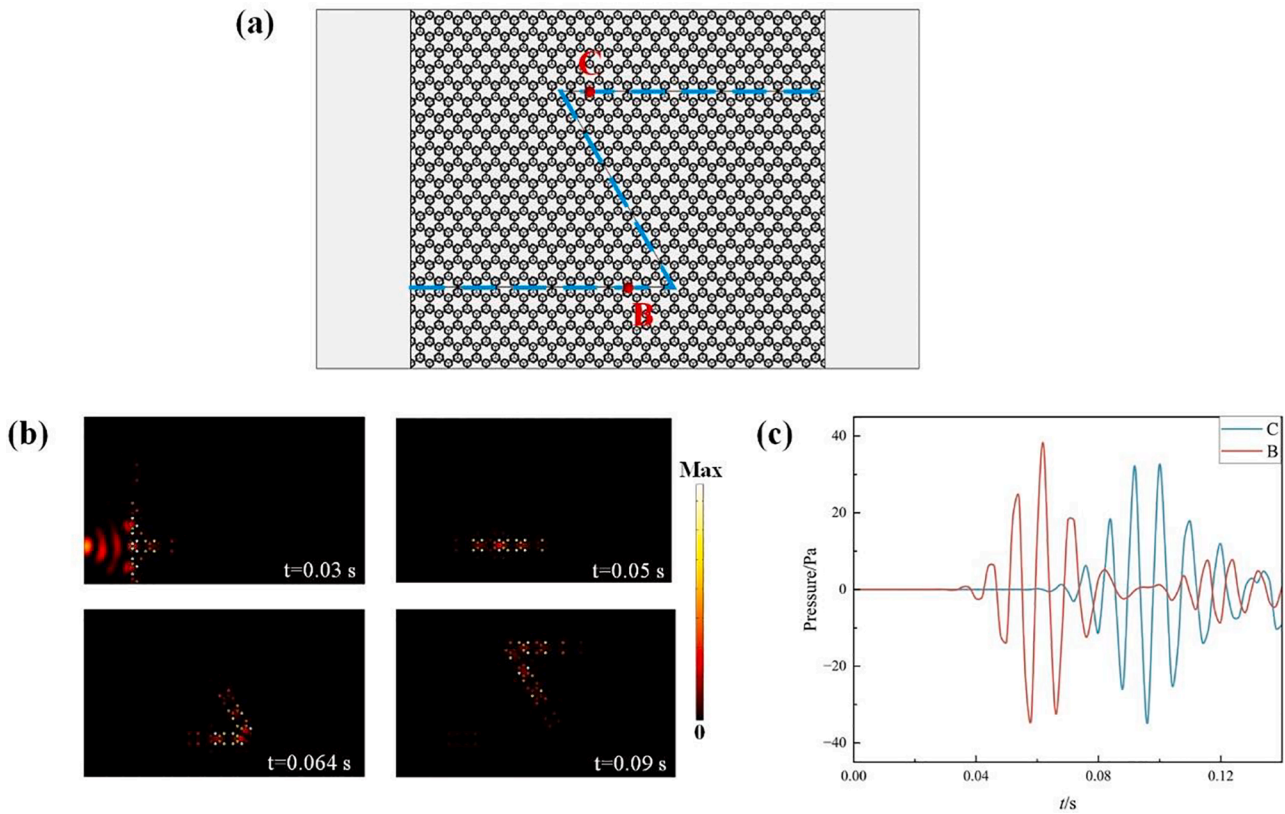 (a)
C
B
(b)
t=0.03 s
t=0.05 s
t=0.064 s
t=0.09 s
Max
0
(c)
C
B
Pressure/Pa
40
20
0
-20
-40
0.00
0.04
0.08
0.12
t/s